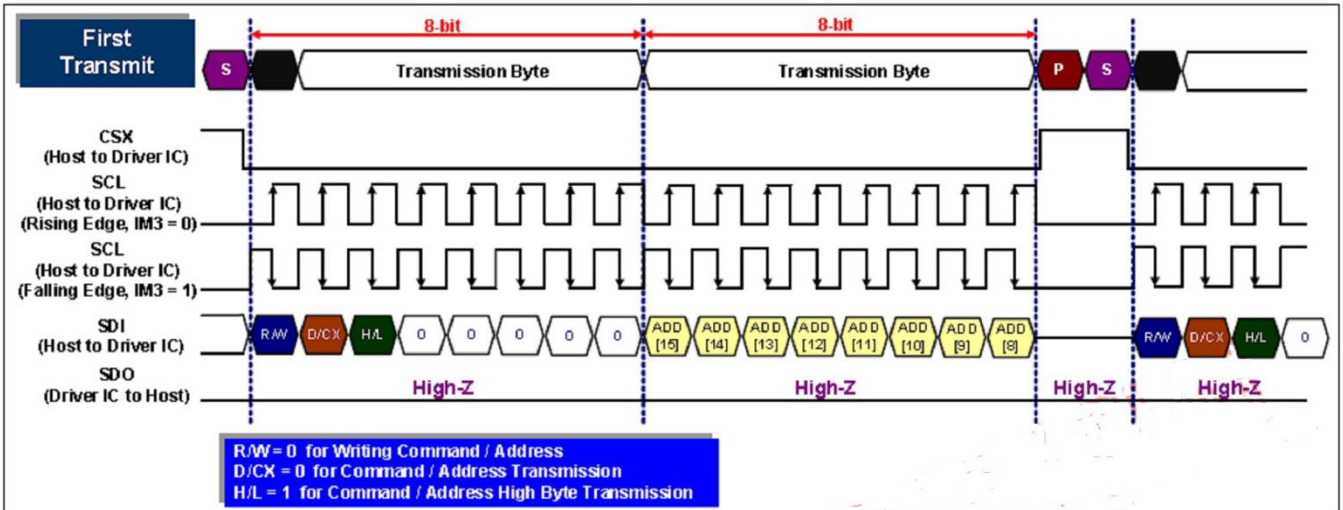 First
Transmit
8-bit
8-bit
S
Transmission Byte
Transmission Byte
P
S
CSX
(Host to Driver IC)
SCL
(Host to Driver IC)
(Rising Edge, IM3 = 0)
SCL
(Host to Driver IC)
(Falling Edge, IM3 = 1)
SDI
(Host to Driver IC)
R/W D/CX H/L 0 0 0 0 0 ADD [15] ADD [14] ADD [13] ADD [12] ADD [11] ADD [10] ADD [9] ADD [8] R/W D/CX H/L 0
SDO
(Driver IC to Host)
High-Z
High-Z
High-Z
High-Z
R/W = 0 for Writing Command / Address
D/CX = 0 for Command / Address Transmission
H/L = 1 for Command / Address High Byte Transmission